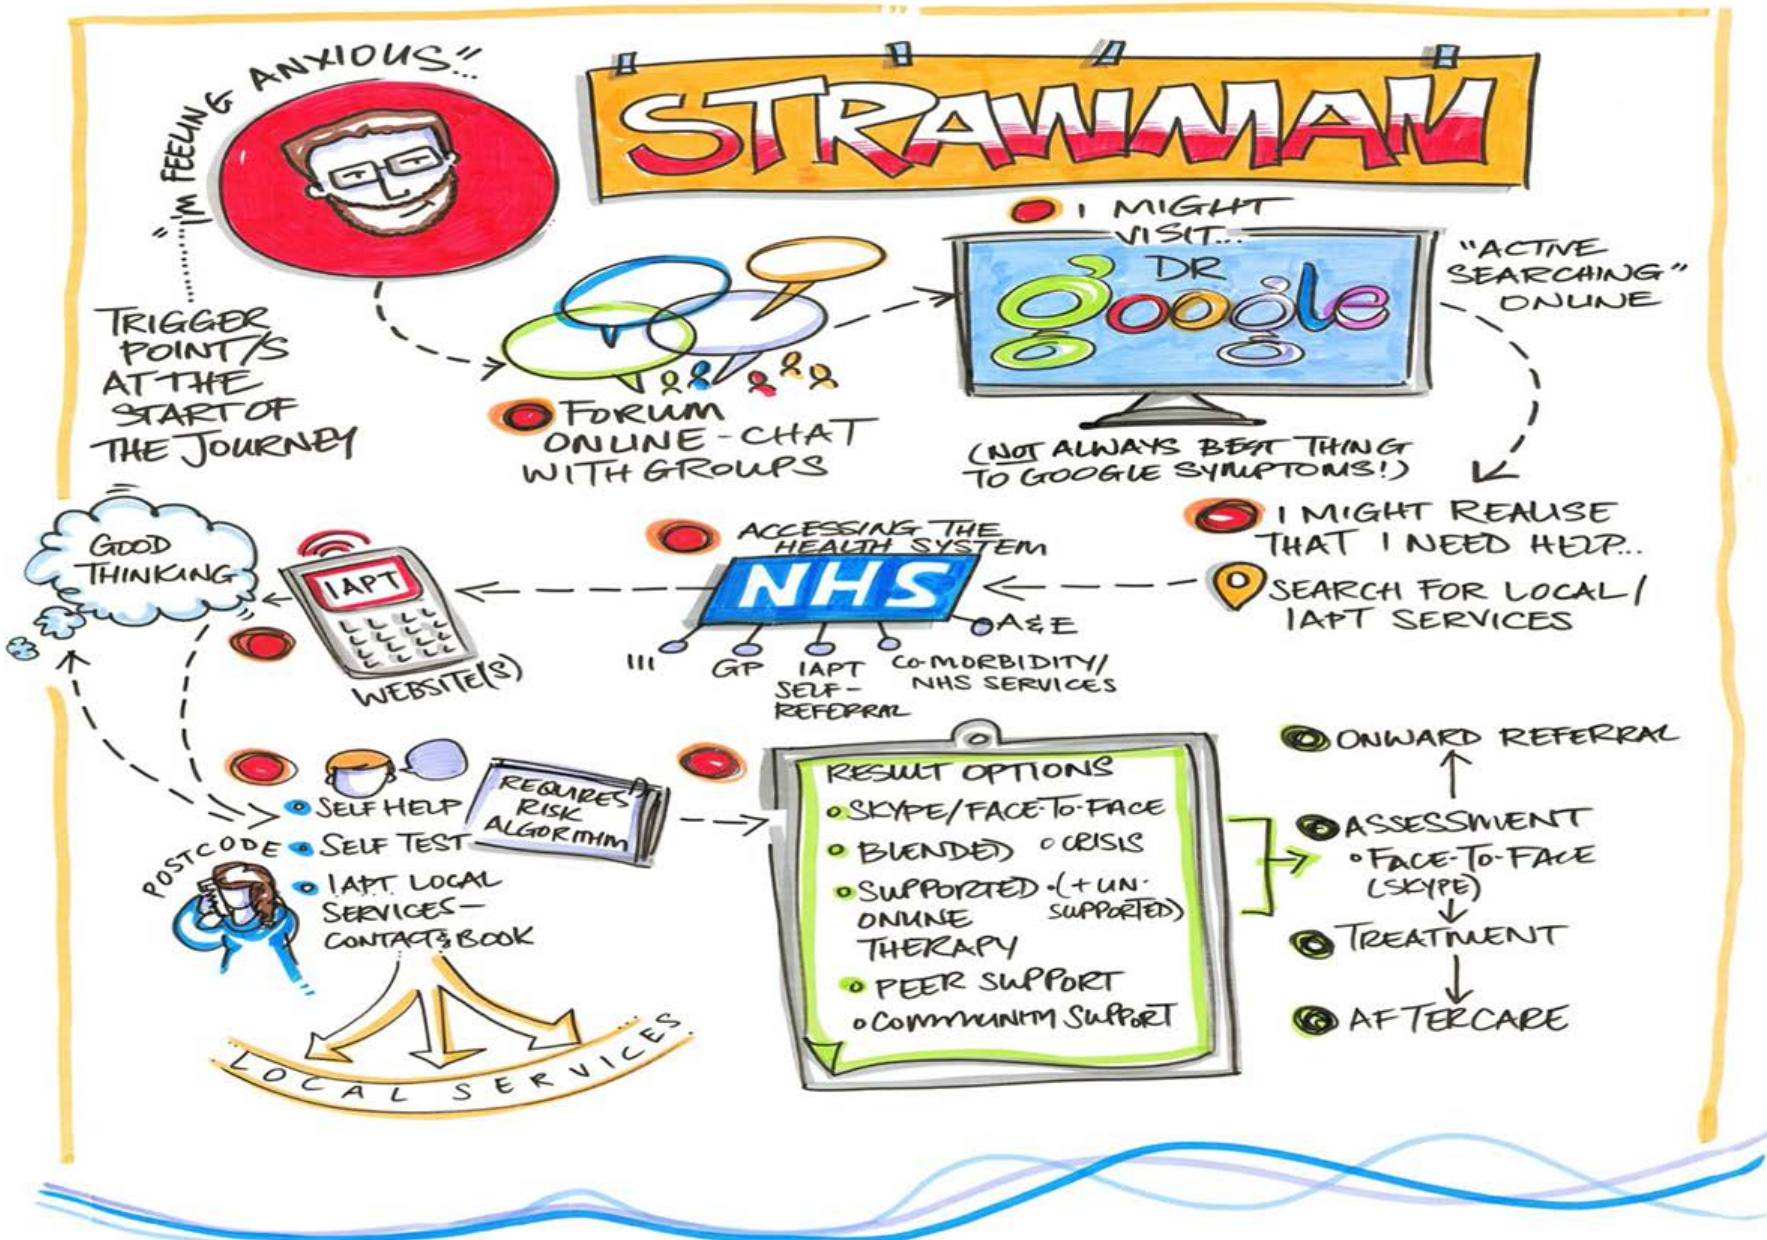 STRAWMAN
"I'M FEELING ANXIOUS"...
TRIGGER
POINT/S
AT THE
START OF
THE JOURNEY
FORUM
ONLINE - CHAT
WITH GROUPS
I MIGHT
VISIT...
DR
google
"ACTIVE
SEARCHING"
ONLINE
(NOT ALWAYS BEST THING
TO GOOGLE SYMPTOMS!)
I MIGHT REALISE
THAT I NEED HELP...
SEARCH FOR LOCAL/
IAPT SERVICES
ACCESSING THE
HEALTH SYSTEM
NHS
111
GP
IAPT
SELF-
REFERRAL
CO-MORBIDITY/
NHS SERVICES
A&E
IAPT
WEBSITE(S)
GOOD
THINKING
SELF HELP
SELF TEST
IAPT LOCAL
SERVICES-
CONTACT & BOOK
POSTCODE
REQUIRES
RISK
ALGORITHM
LOCAL SERVICES...
RESULT OPTIONS
SKYPE/FACE-TO-FACE
BLENDED
CRISIS
SUPPORTED
ONLINE
THERAPY
(+ UN-
SUPPORTED)
PEER SUPPORT
COMMUNITY SUPPORT
ONWARD REFERRAL
ASSESSMENT
FACE-TO-FACE
(SKYPE)
TREATMENT
AFTERCARE